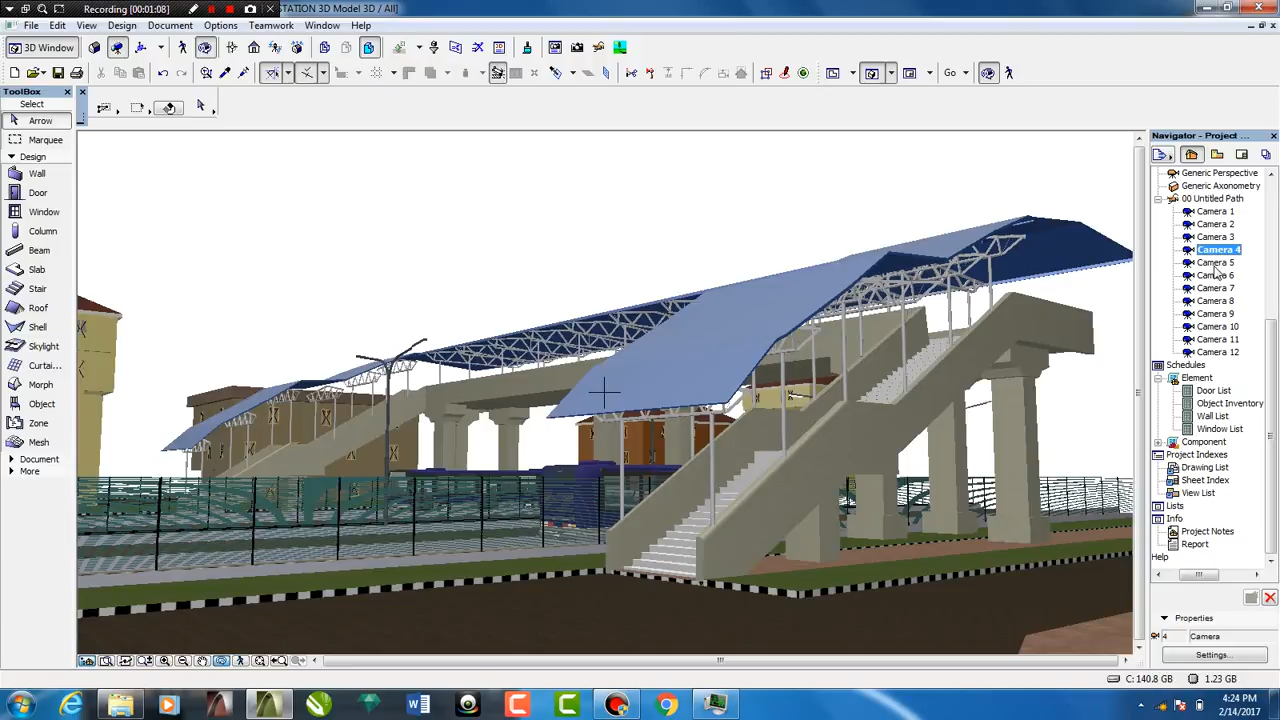 Recording [00:01:08]
STATION 3D Model 3D / All]
File Edit View Design Document Options Teamwork Window Help
3D Window
Go
ToolBox
Select
Arrow
Marquee
Design
Wall
Door
Window
Column
Beam
Slab
Stair
Roof
Shell
Skylight
Curtai...
Morph
Object
Zone
Mesh
Document
More
Navigator - Project ...
Generic Perspective
Generic Axonometry
00 Untitled Path
Camera 1
Camera 2
Camera 3
Camera 4
Camera 5
Camera 6
Camera 7
Camera 8
Camera 9
Camera 10
Camera 11
Camera 12
Schedules
Element
Door List
Object Inventory
Wall List
Window List
Component
Project Indexes
Drawing List
Sheet Index
View List
Lists
Info
Project Notes
Report
Help
Properties
4 Camera
Settings...
C: 140.8 GB 1.23 GB
4:24 PM
2/14/2017